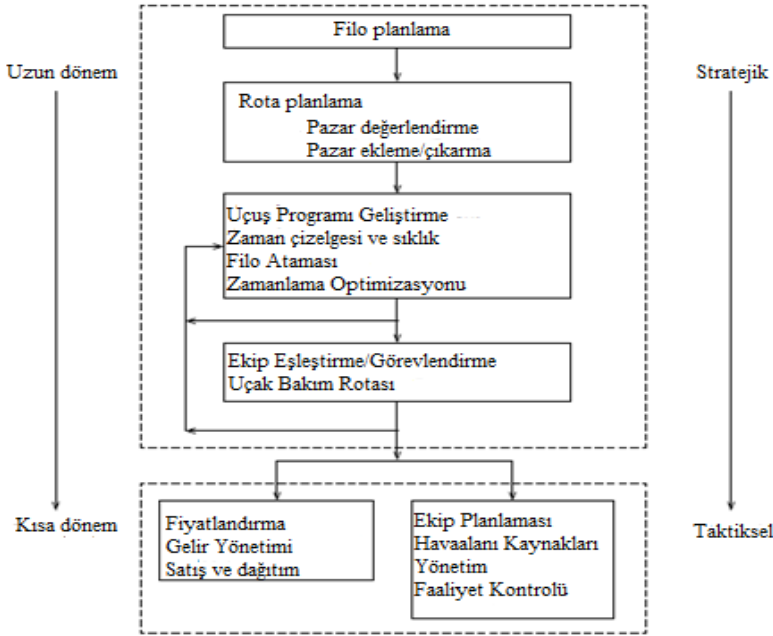 Filo planlama
Uzun dönem
Stratejik
Rota planlama
Pazar değerlendirme
Pazar ekleme/çıkarma
Uçuş Programı Geliştirme
Zaman çizelgesi ve sıklık
Filo Ataması
Zamanlama Optimizasyonu
Ekip Eşleştirme/Görevlendirme
Uçak Bakım Rotası
Kısa dönem
Fiyatlandırma
Gelir Yönetimi
Satış ve dağıtım
Ekip Planlaması
Havaalanı Kaynakları
Yönetim
Faaliyet Kontrolü
Taktiksel